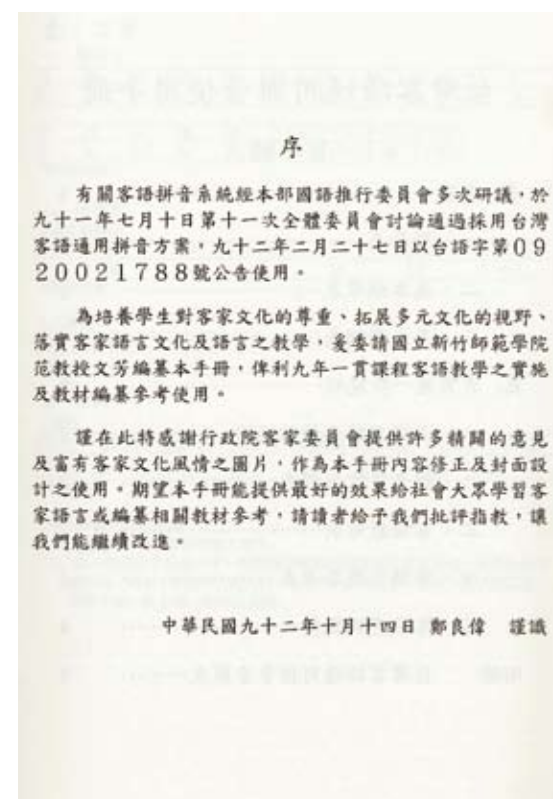 序
有關客語拼音系統經本部國語推行委員會多次研議，於
九十一年七月十日第十一次全體委員會討論通過採用台灣
客語通用拼音方案，九十二年二月二十七日以台語字第０９
２００２１７８８號公告使用。
為培養學生對客家文化的尊重、拓展多元文化的視野、
落實客家語言文化及語言之教學，爰委請國立新竹師範學院
范教授文芳編纂本手冊，俾利九年一貫課程客語教學之實施
及教材編纂參考使用。
謹在此特感謝行政院客家委員會提供許多精闢的意見
及富有客家文化風情之圖片，作為本手冊內容修正及封面設
計之使用。期望本手冊能提供最好的效果給社會大眾學習客
家語言或編纂相關教材參考，請讀者給予我們批評指教，讓
我們能繼續改進。
中華民國九十二年十月十四日 鄭良偉　謹識